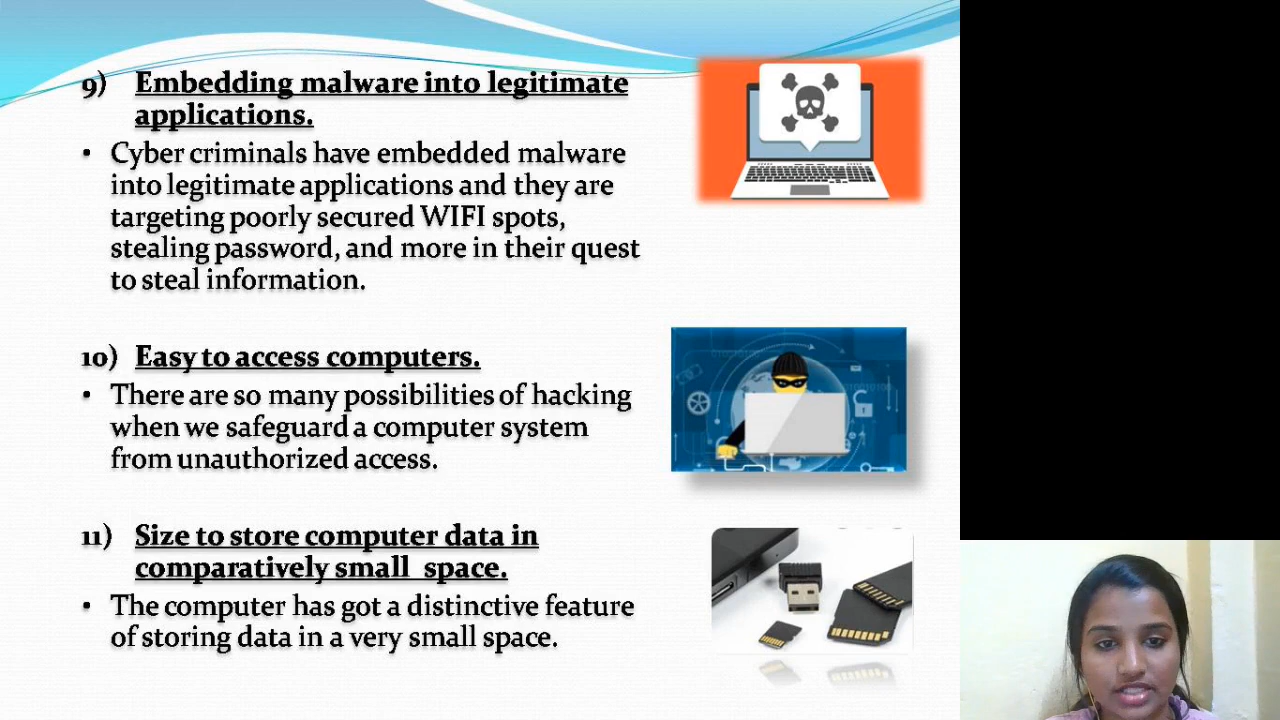 9) Embedding malware into legitimate
applications.
• Cyber criminals have embedded malware
into legitimate applications and they are
targeting poorly secured WIFI spots,
stealing password, and more in their quest
to steal information.
10) Easy to access computers.
• There are so many possibilities of hacking
when we safeguard a computer system
from unauthorized access.
11) Size to store computer data in
comparatively small space.
• The computer has got a distinctive feature
of storing data in a very small space.